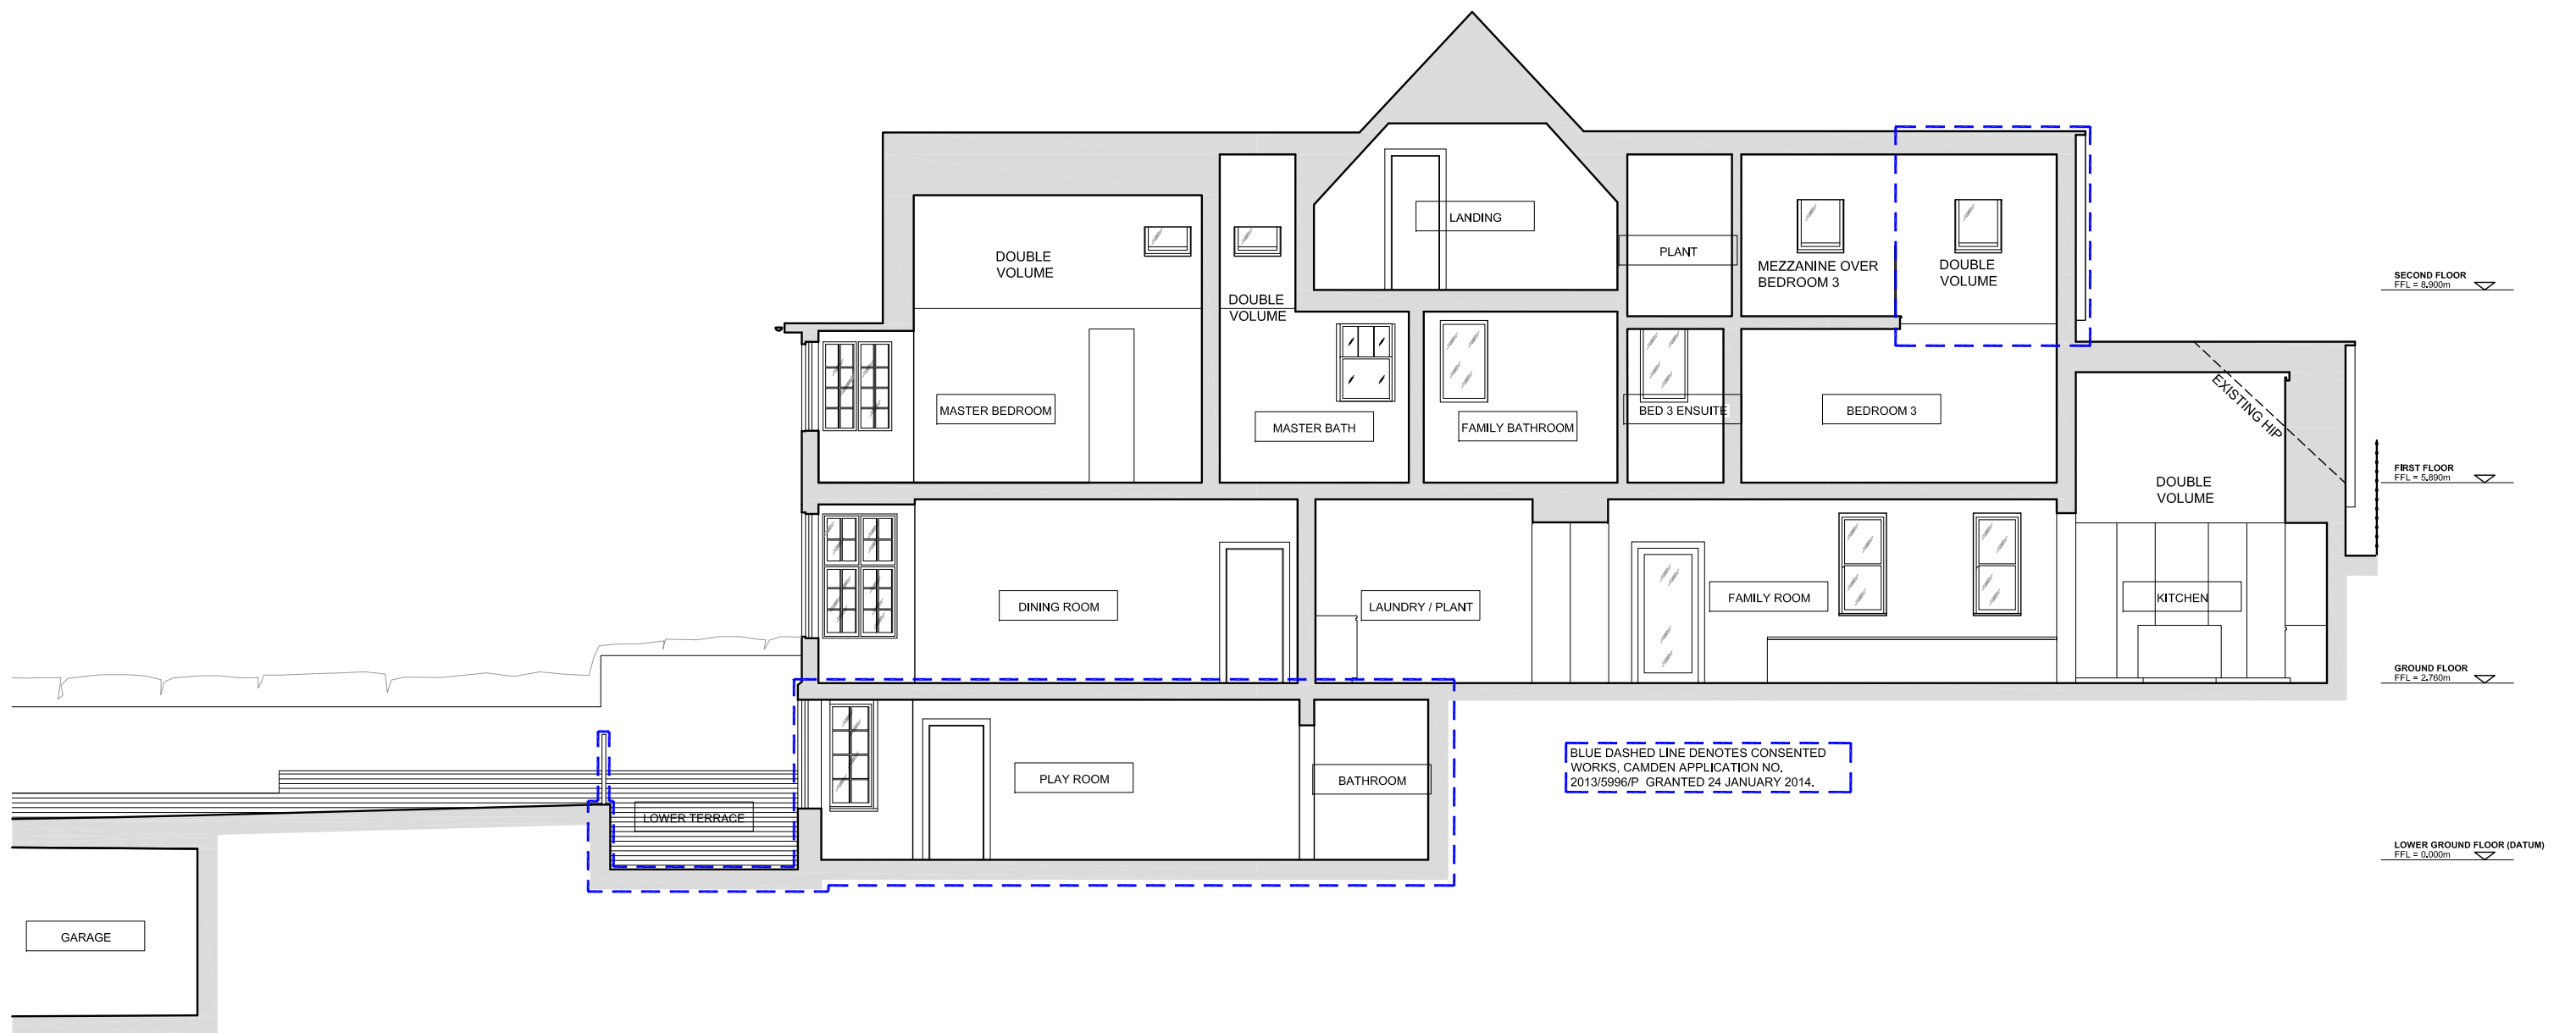 LANDING
PLANT
DOUBLE
VOLUME
DOUBLE
VOLUME
MEZZANINE OVER
BEDROOM 3
DOUBLE
VOLUME
SECOND FLOOR
FFL = 8.900m
MASTER BEDROOM
MASTER BATH
FAMILY BATHROOM
BED 3 ENSUITE
BEDROOM 3
EXISTING HIP
DOUBLE
VOLUME
FIRST FLOOR
FFL = 5.890m
DINING ROOM
LAUNDRY / PLANT
FAMILY ROOM
KITCHEN
GROUND FLOOR
FFL = 2.760m
PLAY ROOM
BATHROOM
BLUE DASHED LINE DENOTES CONSENTED
WORKS, CAMDEN APPLICATION NO.
2013/5996/P GRANTED 24 JANUARY 2014.
LOWER TERRACE
LOWER GROUND FLOOR (DATUM)
FFL = 0.000m
GARAGE